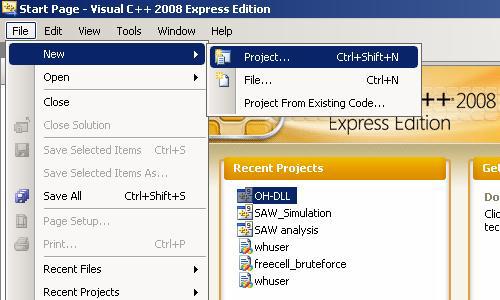 Start Page - Visual C++ 2008 Express Edition
File Edit View Tools Window Help
New
Project... Ctrl+Shift+N
Open
File... Ctrl+N
Close
Project From Existing Code...
C++ 2008
Close Solution
Express Edition
Save Selected Items Ctrl+S
Save Selected Items As...
Recent Projects
Get
Save All Ctrl+Shift+S
OH-DLL
Do
SAW_Simulation
Clic
Page Setup...
SAW analysis
tec
Print... Ctrl+P
whuser
Recent Files
freecell_bruteforce
Recent Projects
whuser